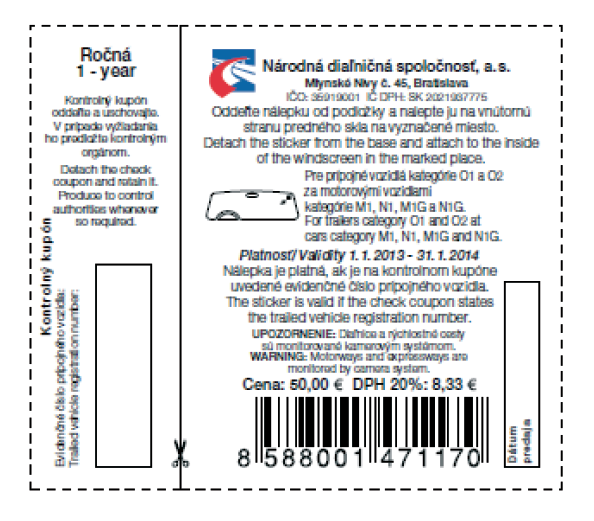 Ročná
1 - year
Kontrolný kupón
oddeľte a uschovajte.
V prípade vyžiadania
ho predložte kontrolným
orgánom.
Detach the check
coupon and retain it.
Produce to control
authorities whenever
so required.
Kontrolný kupón
Evidenčné číslo prípojného vozidla:
Trailed vehicle registration number:
Národná diaľničná spoločnosť, a.s.
Mlynské Nivy č. 45, Bratislava
IČO: 35919001 IČ DPH: SK 2021937775
Oddeľte nálepku od podložky a nalepte ju na vnútornú
stranu predného skla na vyznačené miesto.
Detach the sticker from the base and attach to the inside
of the windscreen in the marked place.
Pre prípojné vozidlá kategórie O1 a O2
za motorovými vozidlami
kategórie M1, N1, M1G a N1G.
For trailers category O1 and O2 at
cars category M1, N1, M1G and N1G.
Platnosť/ Validity 1. 1. 2013 - 31. 1. 2014
Nálepka je platná, ak je na kontrolnom kupóne
uvedené evidenčné číslo prípojného vozidla.
The sticker is valid if the check coupon states
the trailed vehicle registration number.
UPOZORNENIE: Diaľnice a rýchlostné cesty
sú monitorované kamerovým systémom.
WARNING: Motorways and expressways are
monitored by camera system.
Cena: 50,00 € DPH 20%: 8,33 €
8 588001 471170
Dátum
predaja